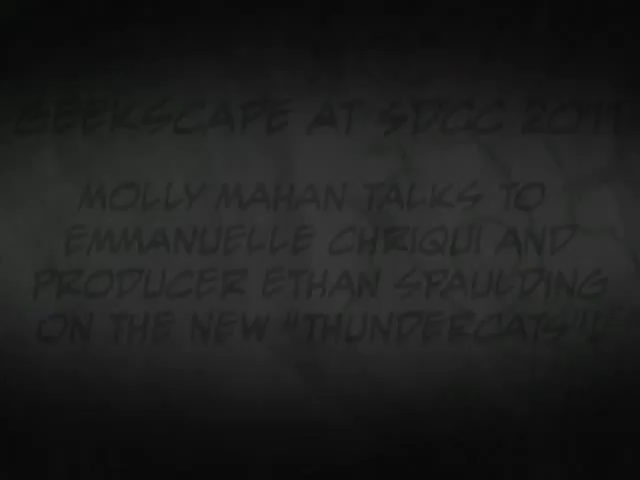 GEEKSCAPE AT SDCC 2011
MOLLY MAHAN TALKS TO
EMMANUELLE CHRIQUI AND
PRODUCER ETHAN SPAULDING
ON THE NEW "THUNDERCATS"!!